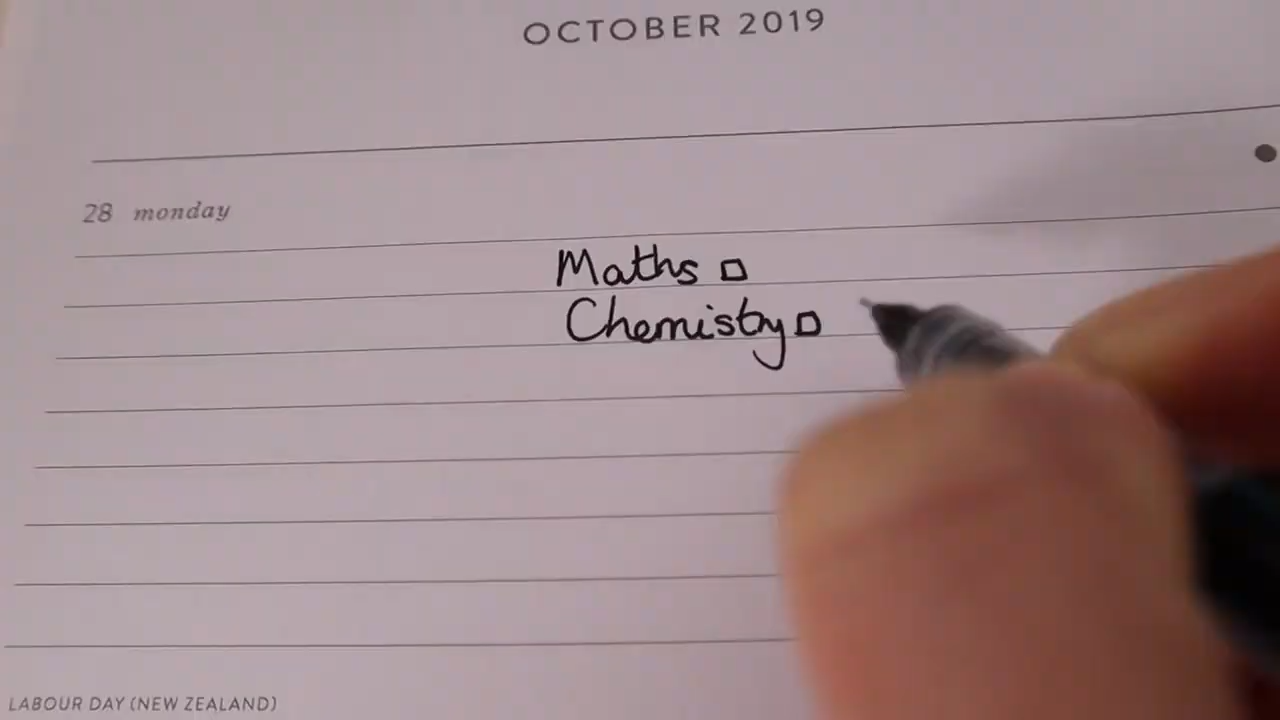 OCTOBER 2019
28 monday
Maths
Chemistry
LABOUR DAY (NEW ZEALAND)